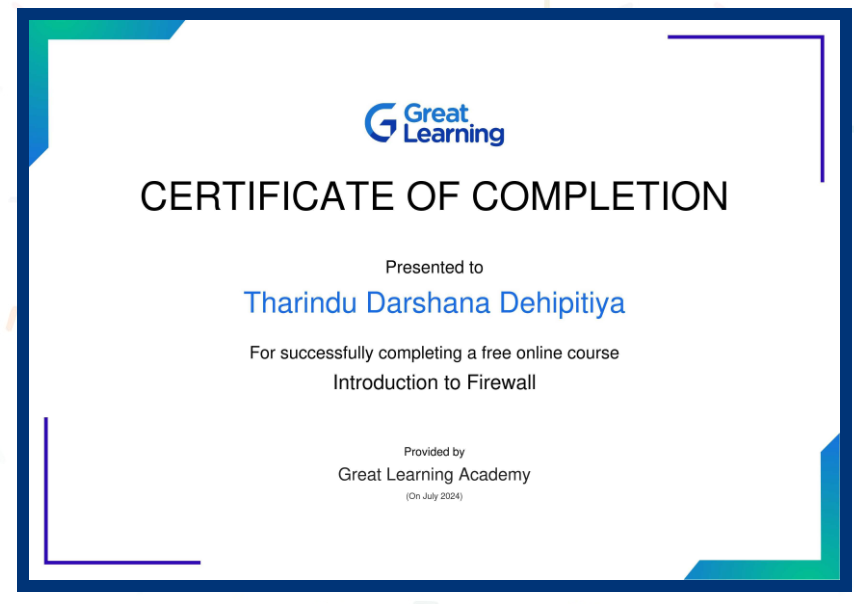 Great
Learning
CERTIFICATE OF COMPLETION
Presented to
Tharindu Darshana Dehipitiya
For successfully completing a free online course
Introduction to Firewall
Provided by
Great Learning Academy
(On July 2024)